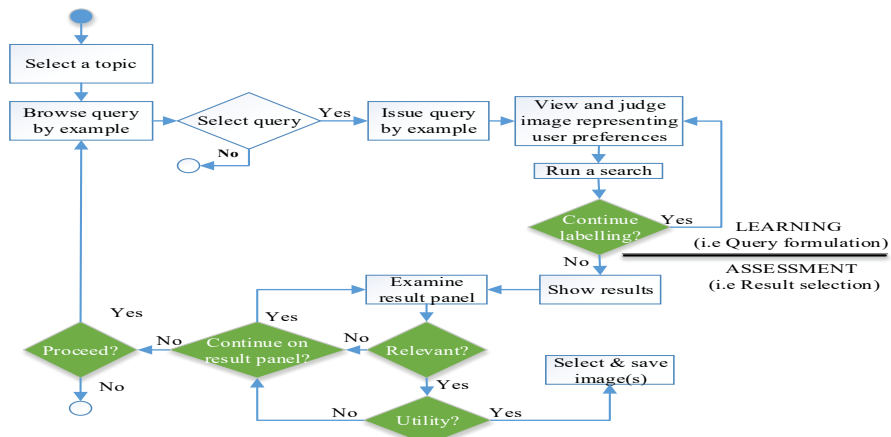 Select a topic
Browse query
by example
Select query
Yes
No
Issue query
by example
View and judge
image representing
user preferences
Run a search
Continue
labelling?
Yes
No
LEARNING
(i.e Query formulation)
ASSESSMENT
(i.e Result selection)
Show results
Examine
result panel
Relevant?
No
Yes
Continue on
result panel?
Yes
No
Proceed?
Yes
No
Utility?
No
Yes
Select & save
image(s)